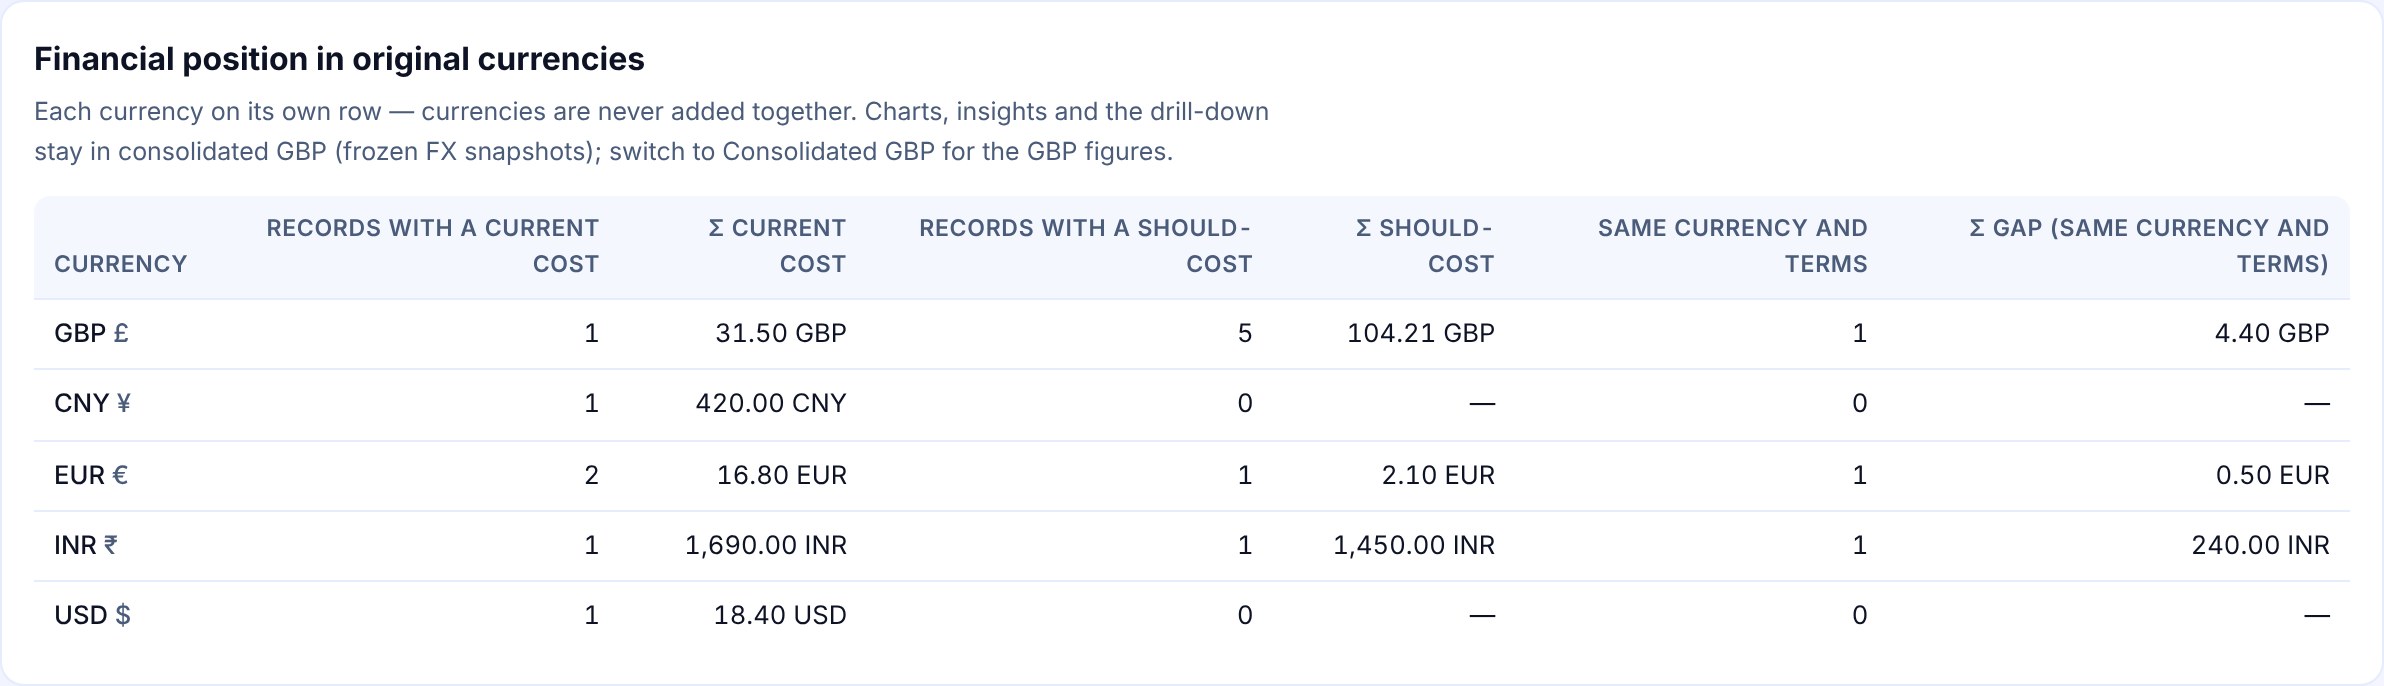 Financial position in original currencies
Each currency on its own row — currencies are never added together. Charts, insights and the drill-down
stay in consolidated GBP (frozen FX snapshots); switch to Consolidated GBP for the GBP figures.
CURRENCY RECORDS WITH A CURRENT COST Σ CURRENT COST RECORDS WITH A SHOULD-COST Σ SHOULD-COST SAME CURRENCY AND TERMS Σ GAP (SAME CURRENCY AND TERMS)
GBP £ 1 31.50 GBP 5 104.21 GBP 1 4.40 GBP
CNY ¥ 1 420.00 CNY 0 — 0 —
EUR € 2 16.80 EUR 1 2.10 EUR 1 0.50 EUR
INR ₹ 1 1,690.00 INR 1 1,450.00 INR 1 240.00 INR
USD $ 1 18.40 USD 0 — 0 —